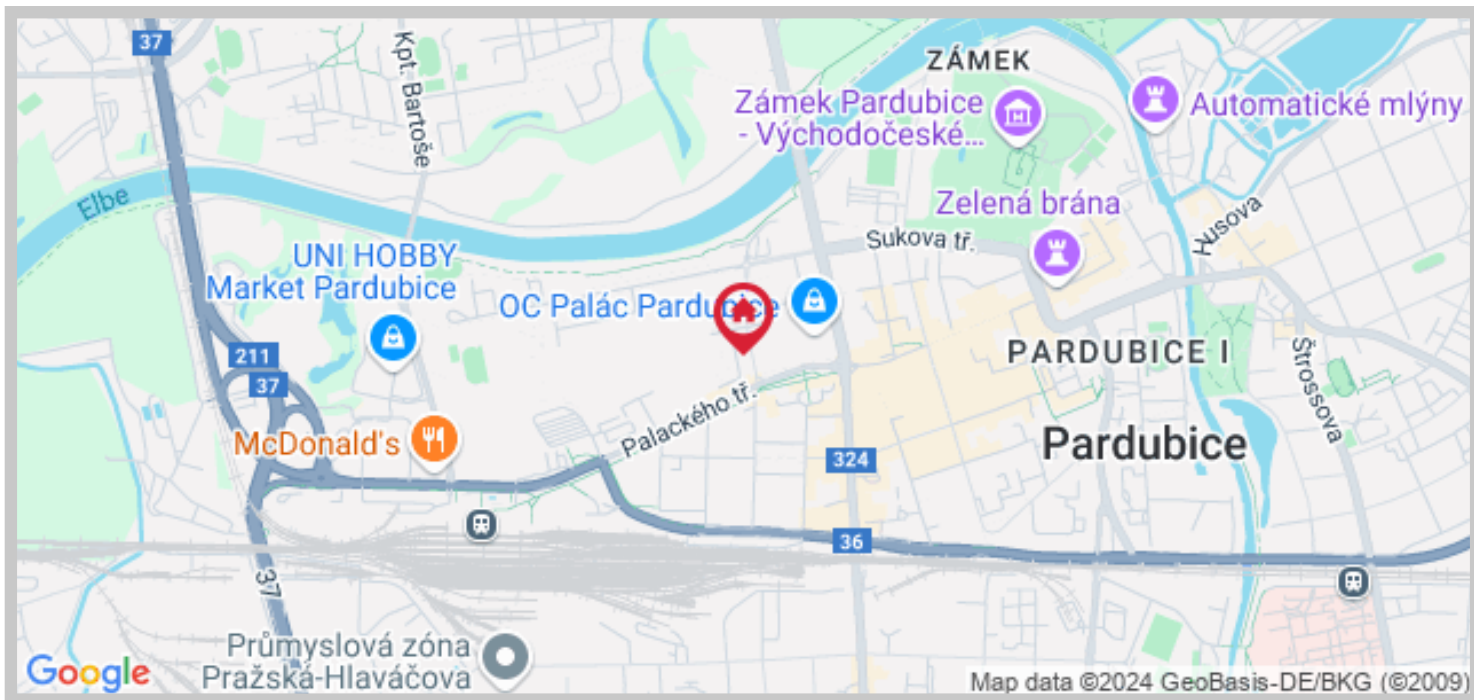 37
Kpt. Bartoše
ZÁMEK
Zámek Pardubice
- Východočeské...
Automatické mlýny
Elbe
Zelená brána
Husova
Sukova tř.
UNI HOBBY
Market Pardubice
OC Palác Pardubice
211
37
PARDUBICE I
Štrossova
Palackého tř.
McDonald's
Pardubice
324
36
37
Průmyslová zóna
Pražská-Hlaváčova
Google
Map data ©2024 GeoBasis-DE/BKG (©2009)